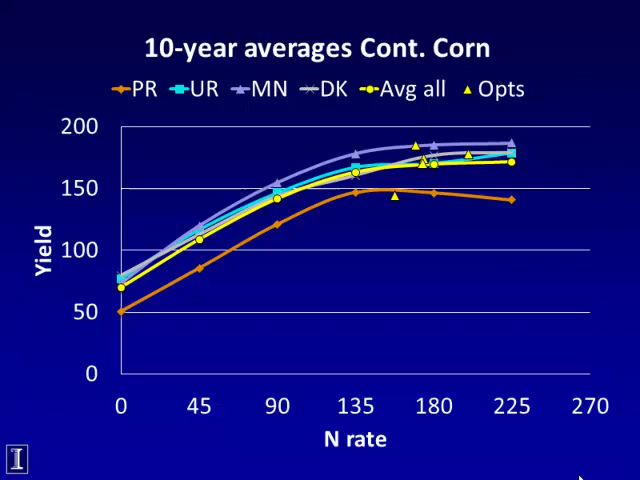 10-year averages Cont. Corn
PR UR MN DK Avg all Opts
200
150
100
50
0
Yield
0 45 90 135 180 225 270
N rate
I